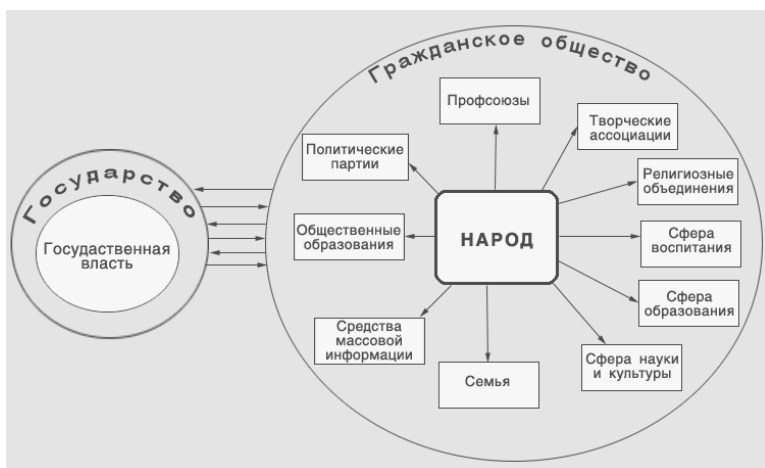 Гражданское общество
Профсоюзы
Творческие
ассоциации
Политические
партии
Религиозные
объединения
Государство
Госудаственная
власть
Общественные
образования
НАРОД
Сфера
воспитания
Сфера
образования
Средства
массовой
информации
Семья
Сфера науки
и культуры